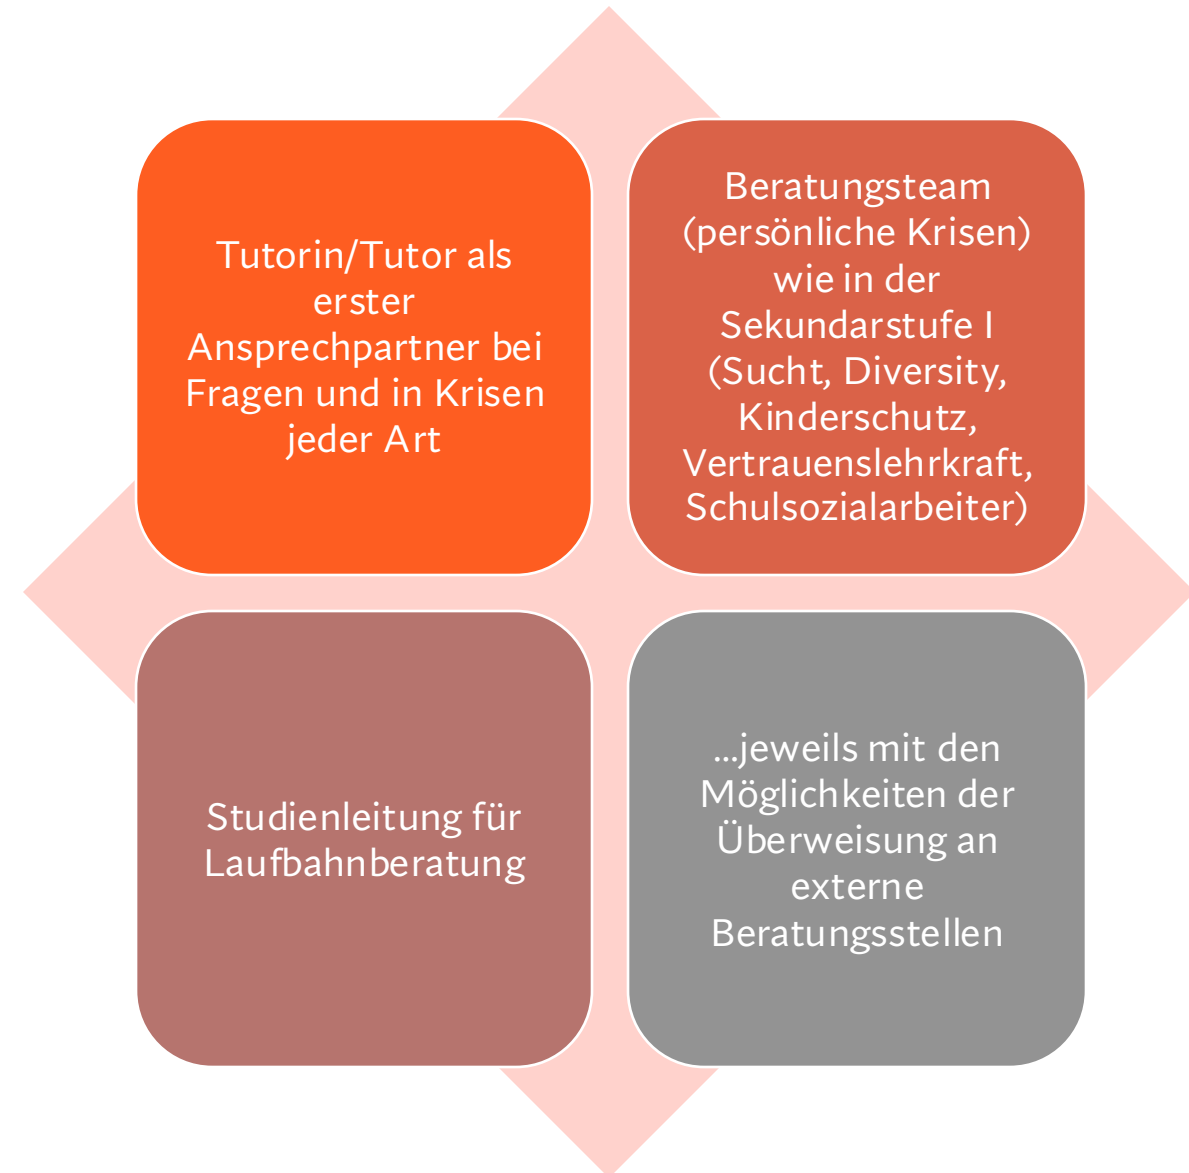 Tutorin/Tutor als
erster
Ansprechpartner bei
Fragen und in Krisen
jeder Art
Beratungsteam
(persönliche Krisen)
wie in der
Sekundarstufe I
(Sucht, Diversity,
Kinderschutz,
Vertrauenslehrkraft,
Schulsozialarbeiter)
Studienleitung für
Laufbahnberatung
...jeweils mit den
Möglichkeiten der
Überweisung an
externe
Beratungsstellen